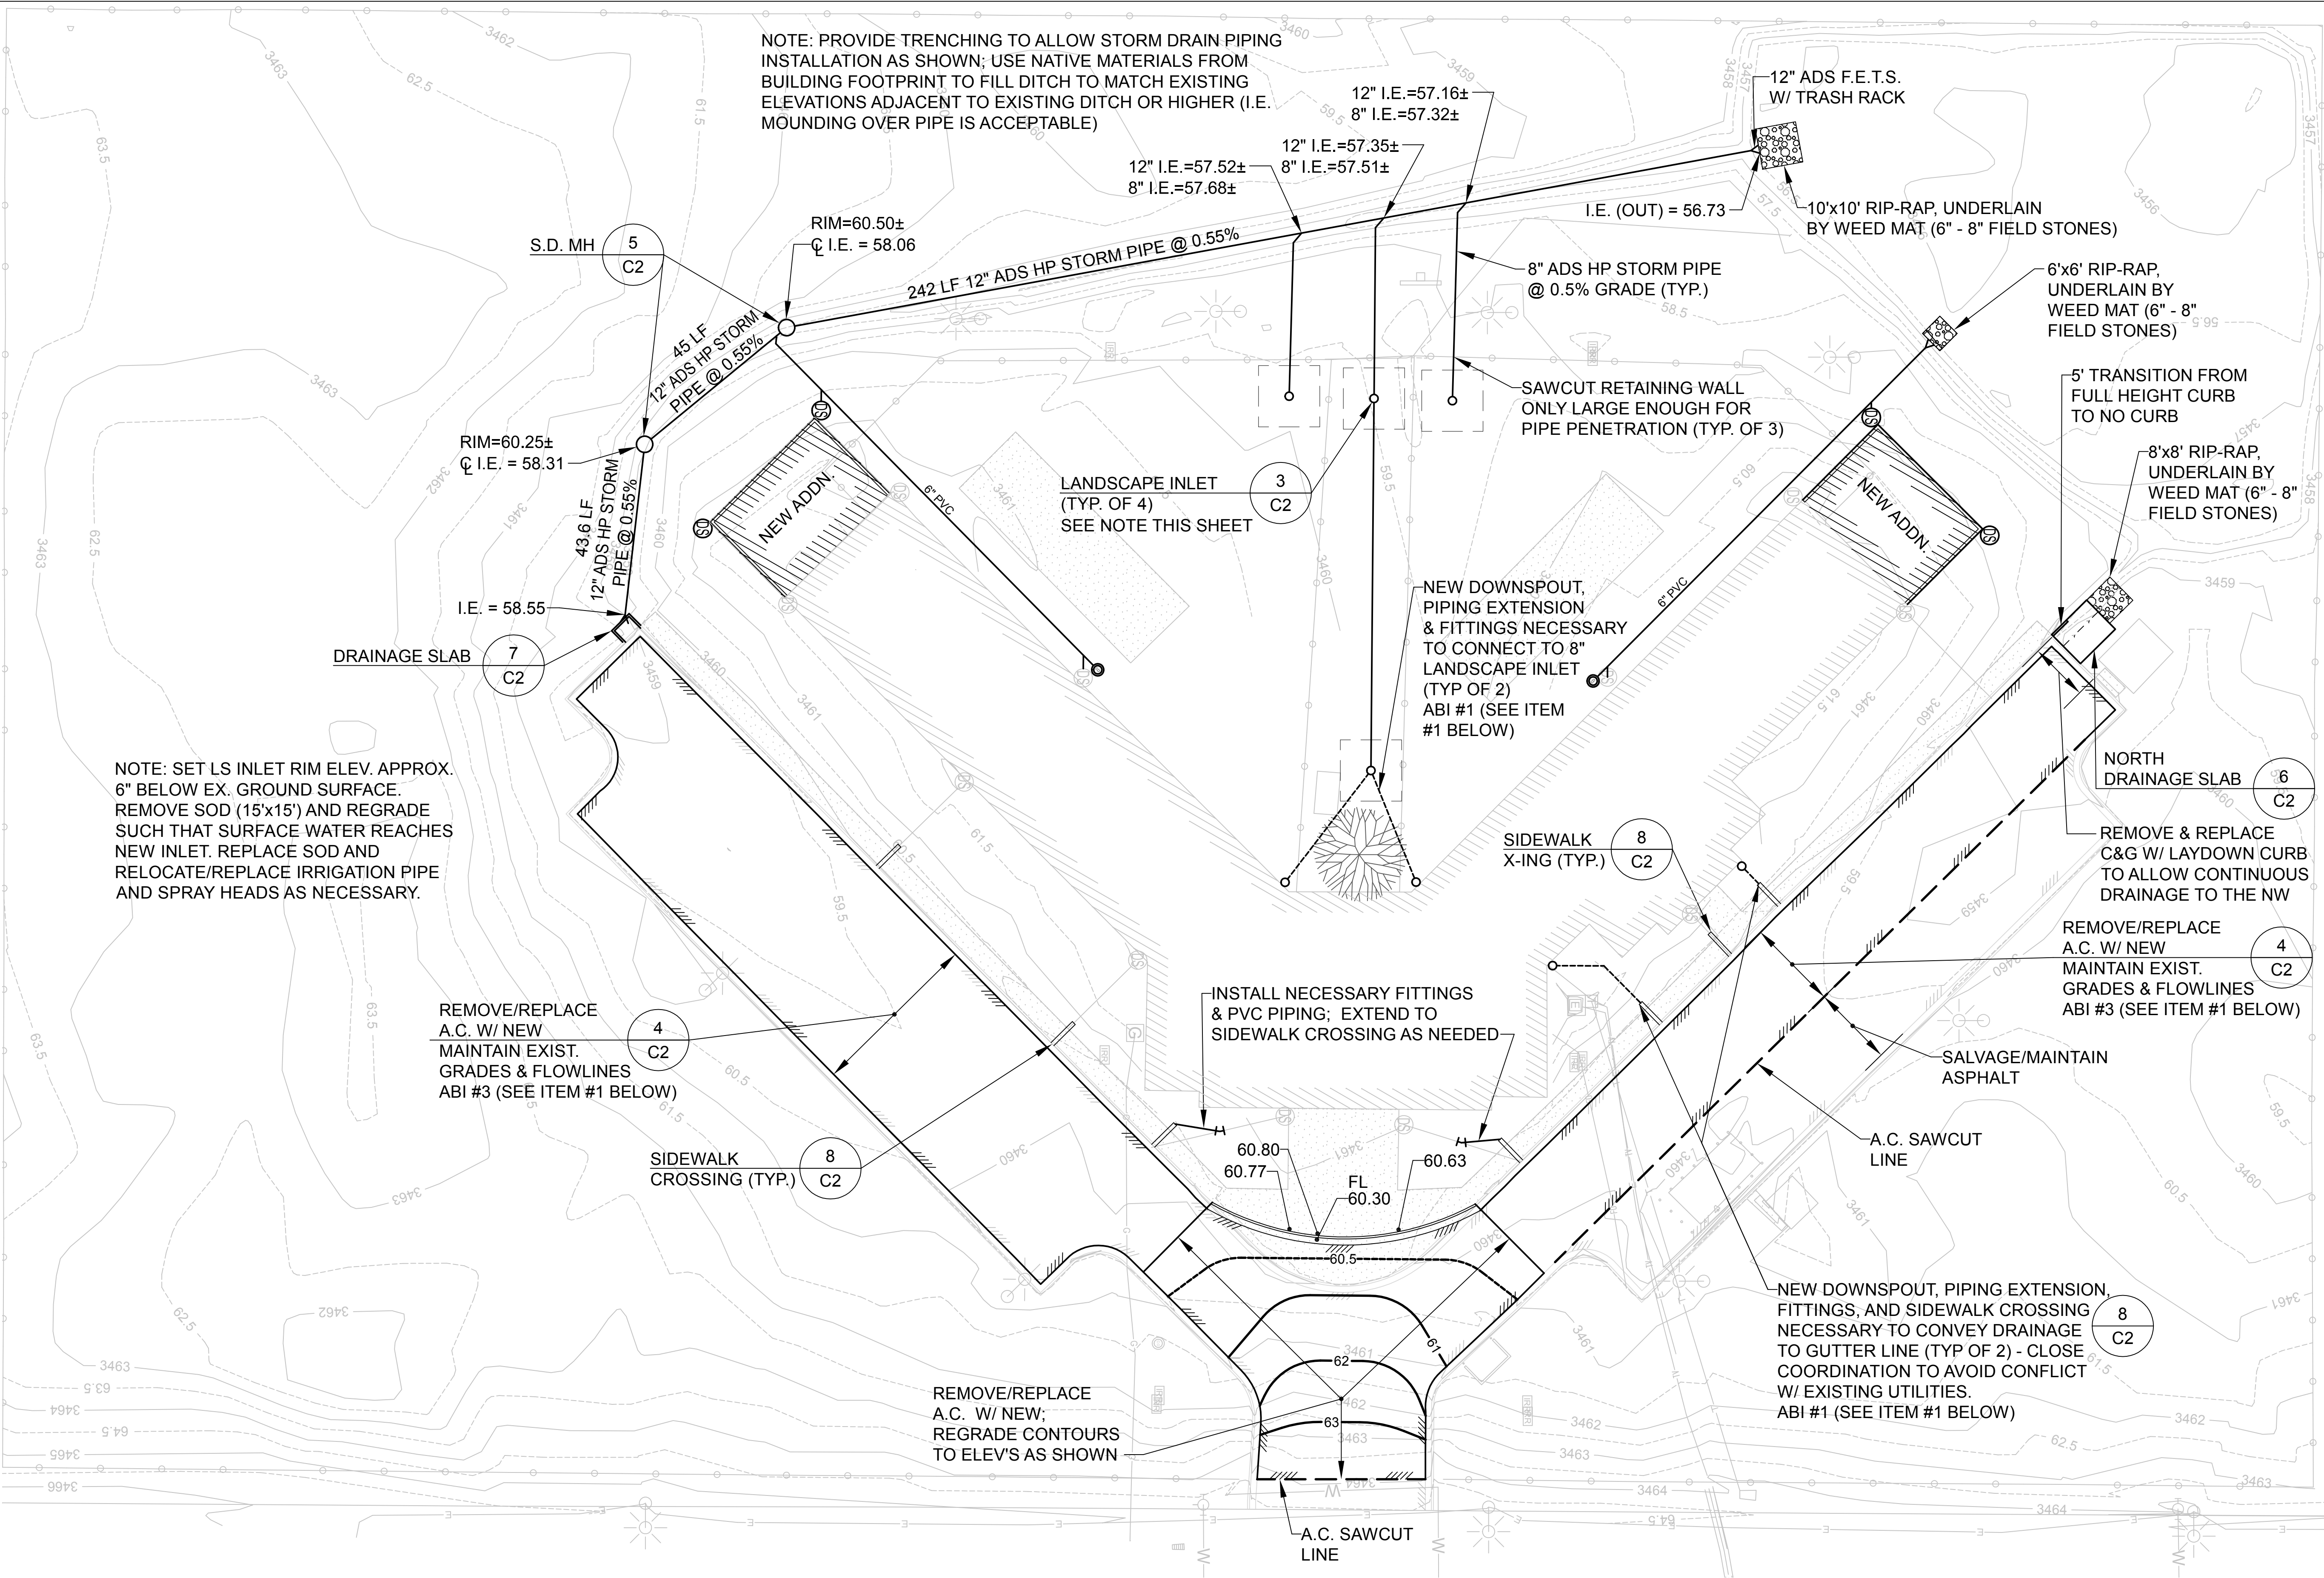 NOTE: PROVIDE TRENCHING TO ALLOW STORM DRAIN PIPING
INSTALLATION AS SHOWN; USE NATIVE MATERIALS FROM
BUILDING FOOTPRINT TO FILL DITCH TO MATCH EXISTING
ELEVATIONS ADJACENT TO EXISTING DITCH OR HIGHER (I.E.
MOUNDING OVER PIPE IS ACCEPTABLE)
12" I.E.=57.16±
8" I.E.=57.32±
12" I.E.=57.35±
8" I.E.=57.51±
12" I.E.=57.52±
8" I.E.=57.68±
12" ADS F.E.T.S.
W/ TRASH RACK
I.E. (OUT) = 56.73
10'x10' RIP-RAP, UNDERLAIN
BY WEED MAT (6" - 8" FIELD STONES)
RIM=60.50±
℄ I.E. = 58.06
S.D. MH
5
C2
242 LF 12" ADS HP STORM PIPE @ 0.55%
8" ADS HP STORM PIPE
@ 0.5% GRADE (TYP.)
6'x6' RIP-RAP,
UNDERLAIN BY
WEED MAT (6" - 8"
FIELD STONES)
45 LF
12" ADS HP STORM
PIPE @ 0.55%
SAWCUT RETAINING WALL
ONLY LARGE ENOUGH FOR
PIPE PENETRATION (TYP. OF 3)
5' TRANSITION FROM
FULL HEIGHT CURB
TO NO CURB
RIM=60.25±
℄ I.E. = 58.31
8'x8' RIP-RAP,
UNDERLAIN BY
WEED MAT (6" - 8"
FIELD STONES)
43.6 LF
12" ADS HP STORM
PIPE @ 0.55%
NEW ADDN.
6" PVC
LANDSCAPE INLET
(TYP. OF 4)
SEE NOTE THIS SHEET
3
C2
NEW ADDN.
6" PVC
I.E. = 58.55
DRAINAGE SLAB
7
C2
NEW DOWNSPOUT,
PIPING EXTENSION
& FITTINGS NECESSARY
TO CONNECT TO 8"
LANDSCAPE INLET
(TYP OF 2)
ABI #1 (SEE ITEM
#1 BELOW)
NOTE: SET LS INLET RIM ELEV. APPROX.
6" BELOW EX. GROUND SURFACE.
REMOVE SOD (15'x15') AND REGRADE
SUCH THAT SURFACE WATER REACHES
NEW INLET. REPLACE SOD AND
RELOCATE/REPLACE IRRIGATION PIPE
AND SPRAY HEADS AS NECESSARY.
NORTH
DRAINAGE SLAB
6
C2
REMOVE & REPLACE
C&G W/ LAYDOWN CURB
TO ALLOW CONTINUOUS
DRAINAGE TO THE NW
SIDEWALK
X-ING (TYP.)
8
C2
REMOVE/REPLACE
A.C. W/ NEW
MAINTAIN EXIST.
GRADES & FLOWLINES
ABI #3 (SEE ITEM #1 BELOW)
4
C2
REMOVE/REPLACE
A.C. W/ NEW
MAINTAIN EXIST.
GRADES & FLOWLINES
ABI #3 (SEE ITEM #1 BELOW)
4
C2
INSTALL NECESSARY FITTINGS
& PVC PIPING; EXTEND TO
SIDEWALK CROSSING AS NEEDED
SALVAGE/MAINTAIN
ASPHALT
A.C. SAWCUT
LINE
SIDEWALK
CROSSING (TYP.)
8
C2
60.80
60.77
FL
60.30
60.63
60.5
61
62
63
NEW DOWNSPOUT, PIPING EXTENSION,
FITTINGS, AND SIDEWALK CROSSING
NECESSARY TO CONVEY DRAINAGE
TO GUTTER LINE (TYP OF 2) - CLOSE
COORDINATION TO AVOID CONFLICT
W/ EXISTING UTILITIES.
ABI #1 (SEE ITEM #1 BELOW)
8
C2
REMOVE/REPLACE
A.C. W/ NEW;
REGRADE CONTOURS
TO ELEV'S AS SHOWN
A.C. SAWCUT
LINE